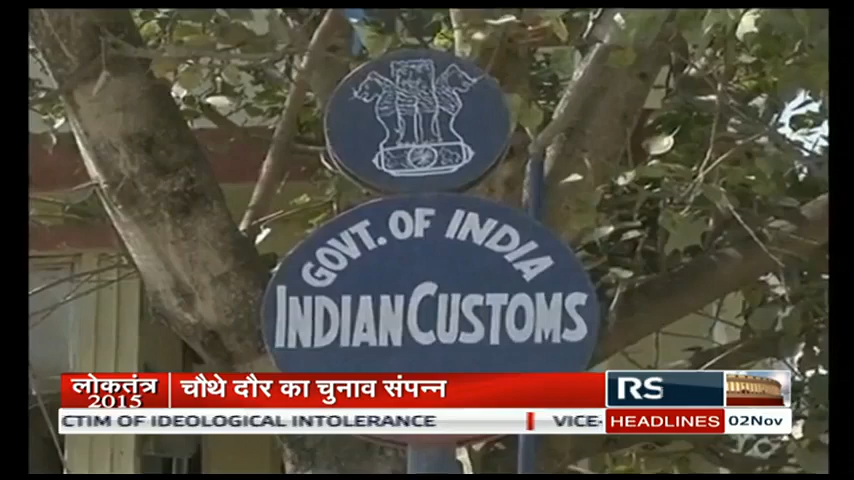 GOVT. OF INDIA
INDIAN CUSTOMS
लोकतंत्र
2015
चौथे दौर का चुनाव संपन्न
RS
CTIM OF IDEOLOGICAL INTOLERANCE
VICE-
HEADLINES
02Nov